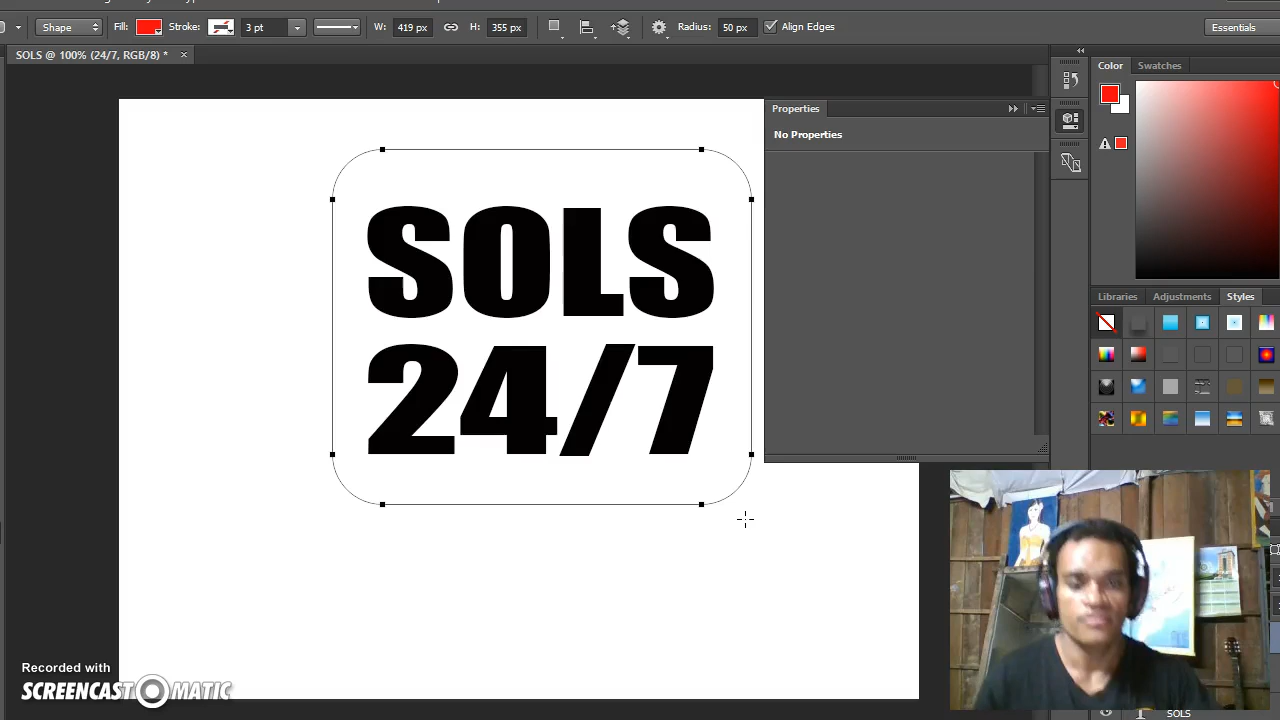 Shape Fill: Stroke: 3 pt W: 419 px H: 355 px Radius: 50 px Align Edges Essentials
SOLS @ 100% (24/7, RGB/8) * ×
Color Swatches
Properties
No Properties
SOLS
24/7
Libraries Adjustments Styles
Recorded with
SCREENCAST-O-MATIC
SOLS